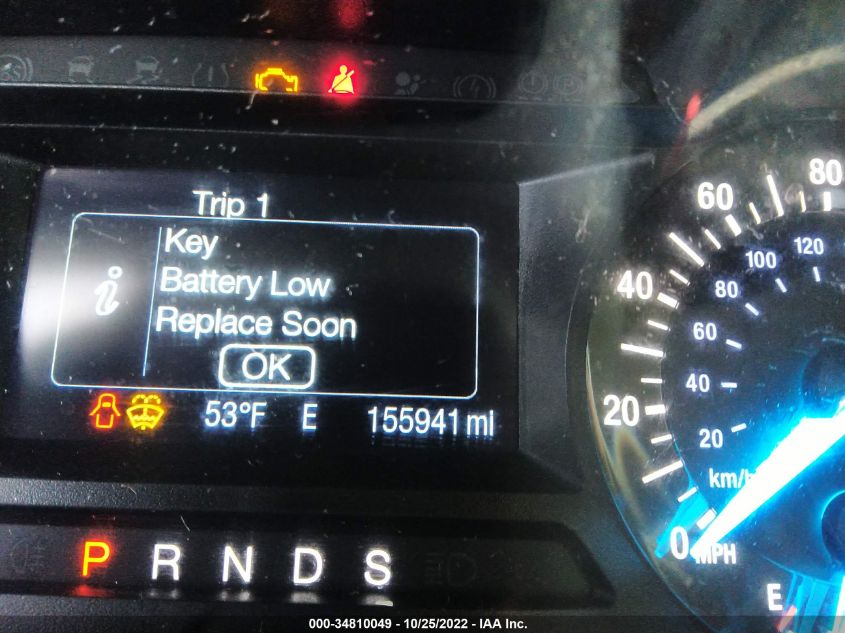 Trip 1
Key
Battery Low
Replace Soon
OK
53°F E 155941 mi
P R N D S
0 20 40 60 80
20 40 60 80 100 120
km/h
MPH
E
000-34810049 - 10/25/2022 - IAA Inc.